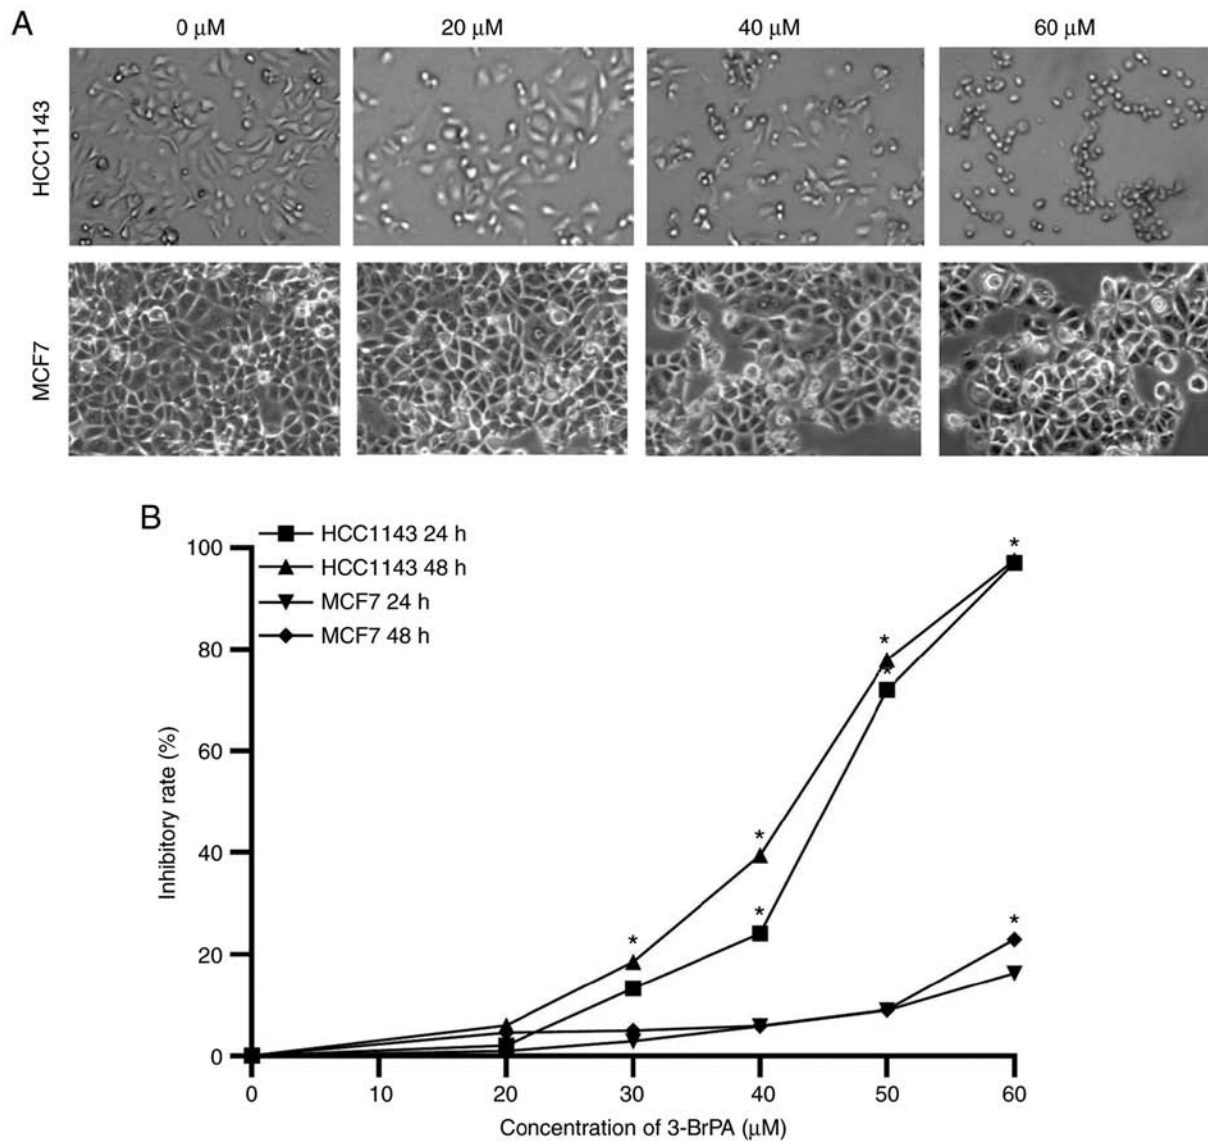 A
0 μM
20 μM
40 μM
60 μM
HCC1143
MCF7
B
HCC1143 24 h
HCC1143 48 h
MCF7 24 h
MCF7 48 h
100
80
60
40
20
0
Inhibitory rate (%)
*
*
*
*
*
*
*
0
10
20
30
40
50
60
Concentration of 3-BrPA (μM)